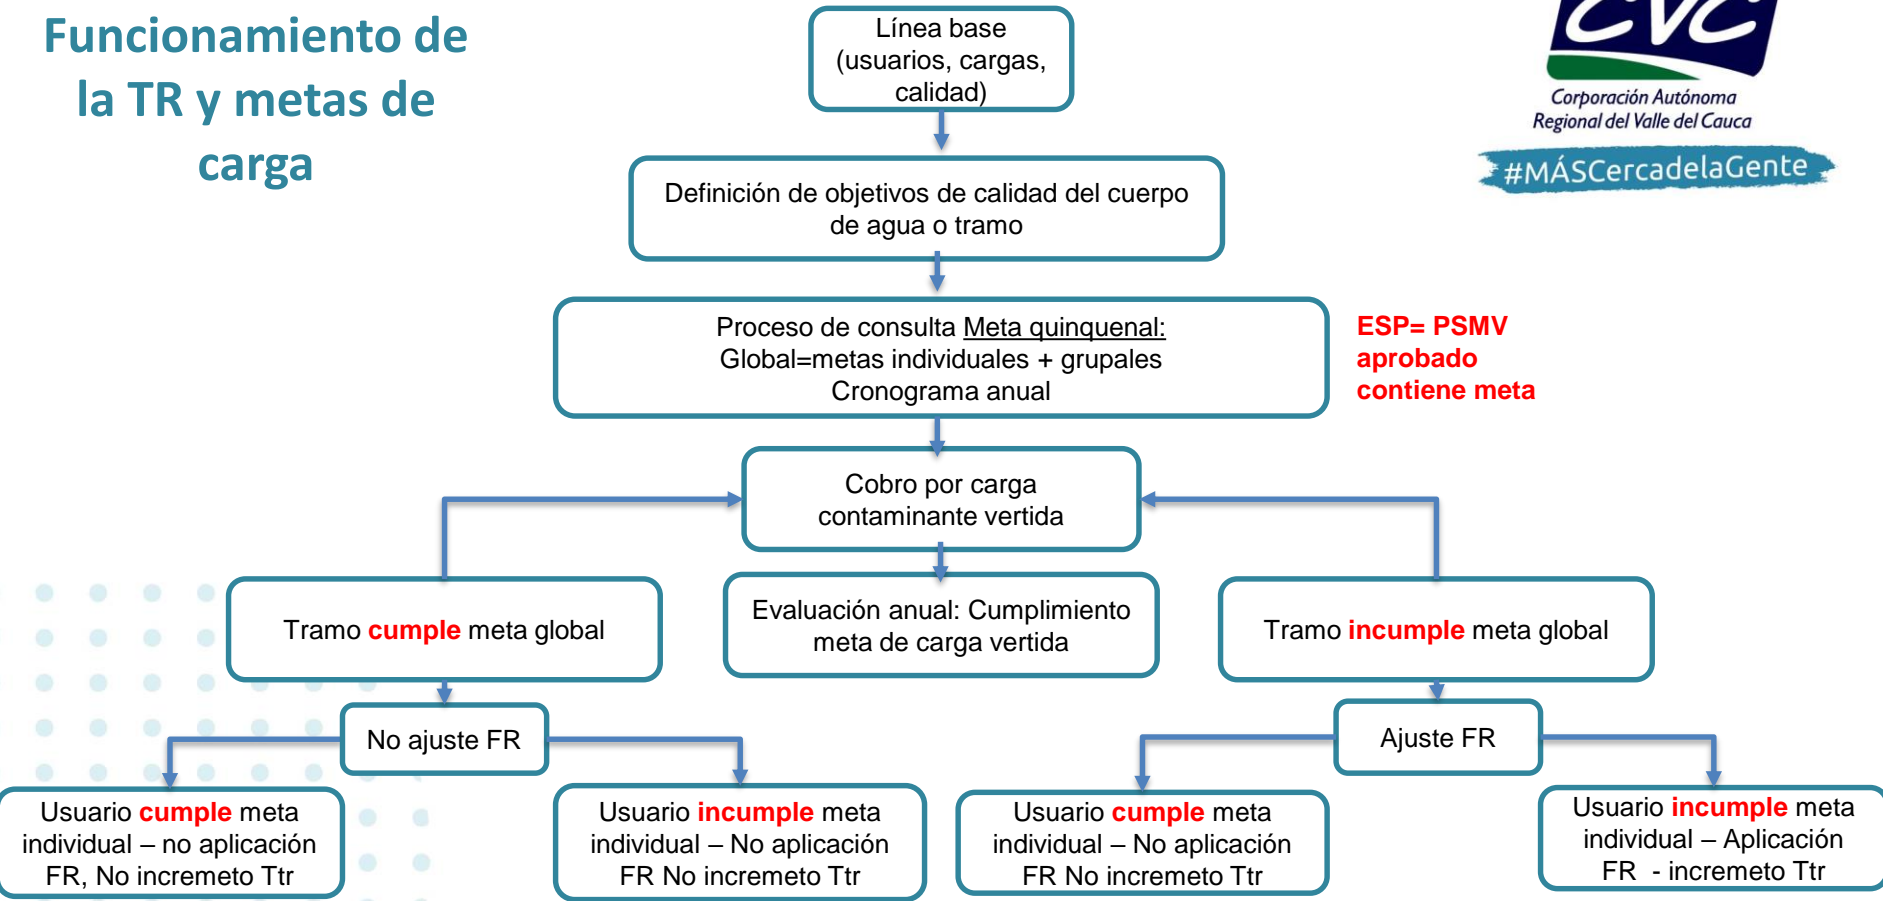 Funcionamiento de
la TR y metas de
carga
Línea base
(usuarios, cargas,
calidad)
CVC
Corporación Autónoma
Regional del Valle del Cauca
#MÁSCercadelaGente
Definición de objetivos de calidad del cuerpo
de agua o tramo
Proceso de consulta Meta quinquenal:
Global=metas individuales + grupales
Cronograma anual
ESP= PSMV
aprobado
contiene meta
Cobro por carga
contaminante vertida
Tramo cumple meta global
Evaluación anual: Cumplimiento
meta de carga vertida
Tramo incumple meta global
No ajuste FR
Ajuste FR
Usuario cumple meta
individual – no aplicación
FR, No incremeto Ttr
Usuario incumple meta
individual – No aplicación
FR No incremeto Ttr
Usuario cumple meta
individual – No aplicación
FR No incremeto Ttr
Usuario incumple meta
individual – Aplicación
FR  - incremeto Ttr